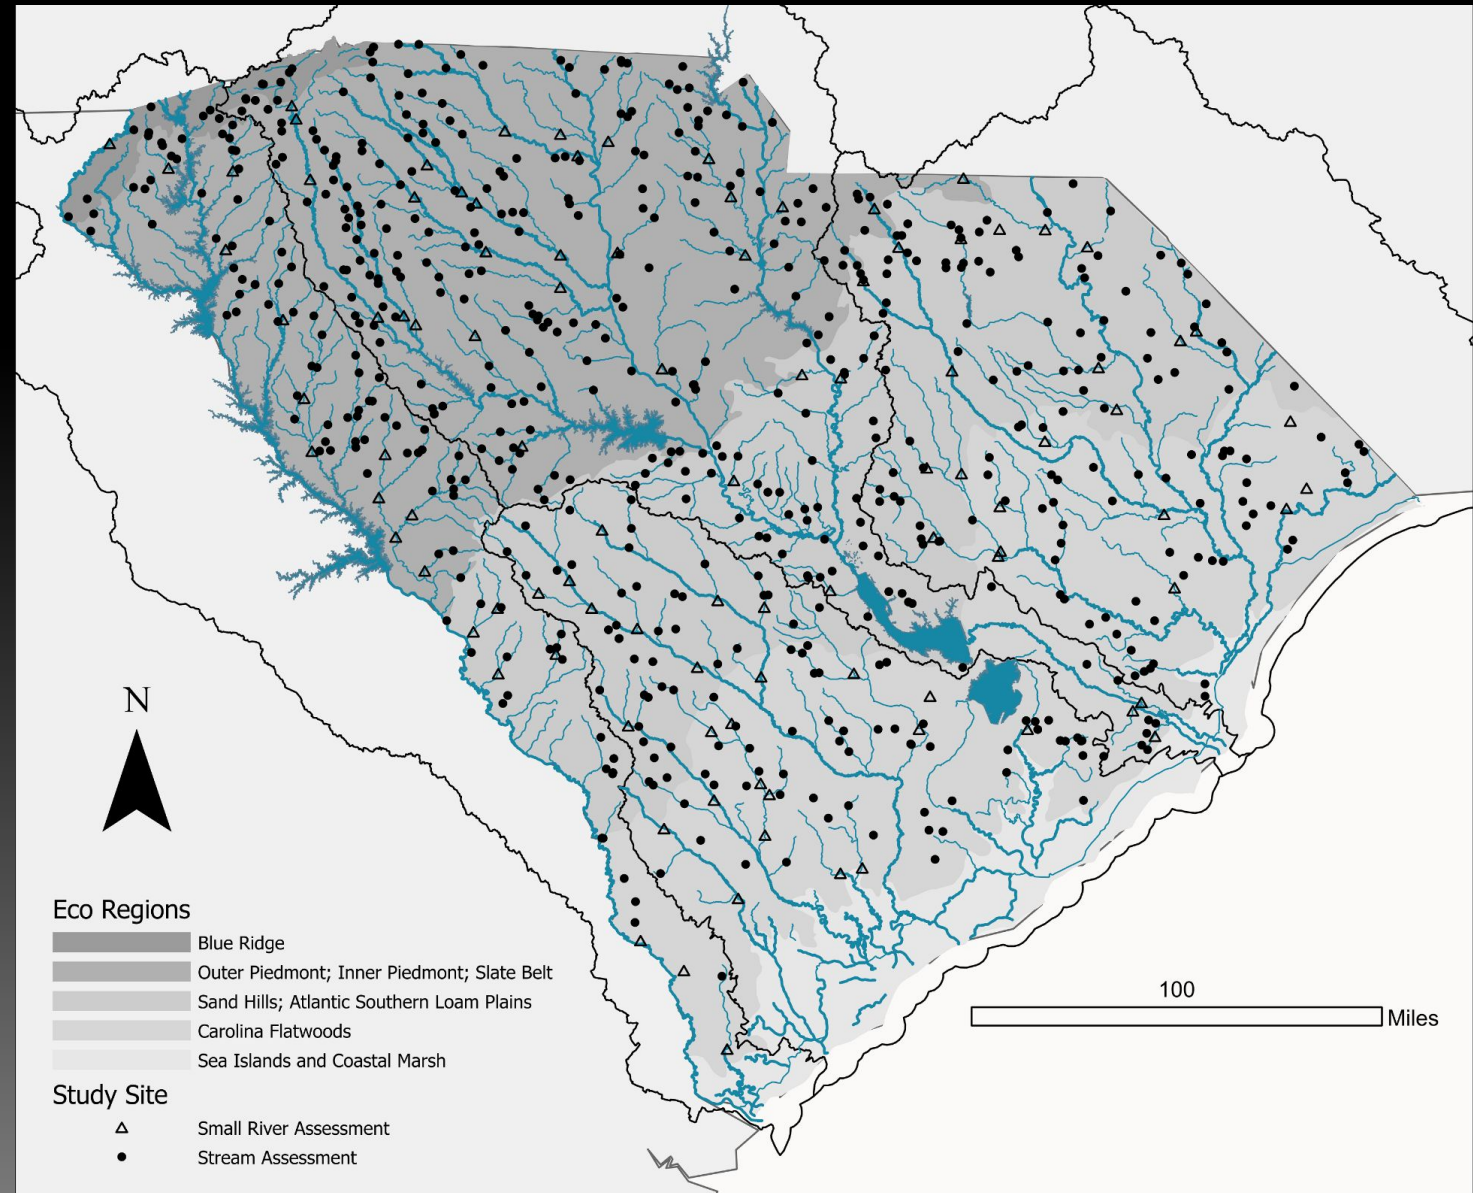 N
Eco Regions
Blue Ridge
Outer Piedmont; Inner Piedmont; Slate Belt
Sand Hills; Atlantic Southern Loam Plains
Carolina Flatwoods
Sea Islands and Coastal Marsh
Study Site
Small River Assessment
Stream Assessment
100
Miles